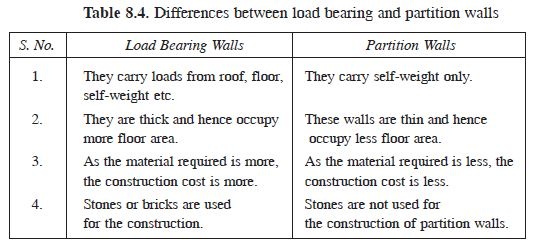 Table 8.4. Differences between load bearing and partition walls
S. No. Load Bearing Walls Partition Walls
1. They carry loads from roof, floor, They carry self-weight only.
self-weight etc.
2. They are thick and hence occupy These walls are thin and hence
more floor area. occupy less floor area.
3. As the material required is more, As the material required is less, the
the construction cost is more. construction cost is less.
4. Stones or bricks are used Stones are not used for
for the construction. the construction of partition walls.